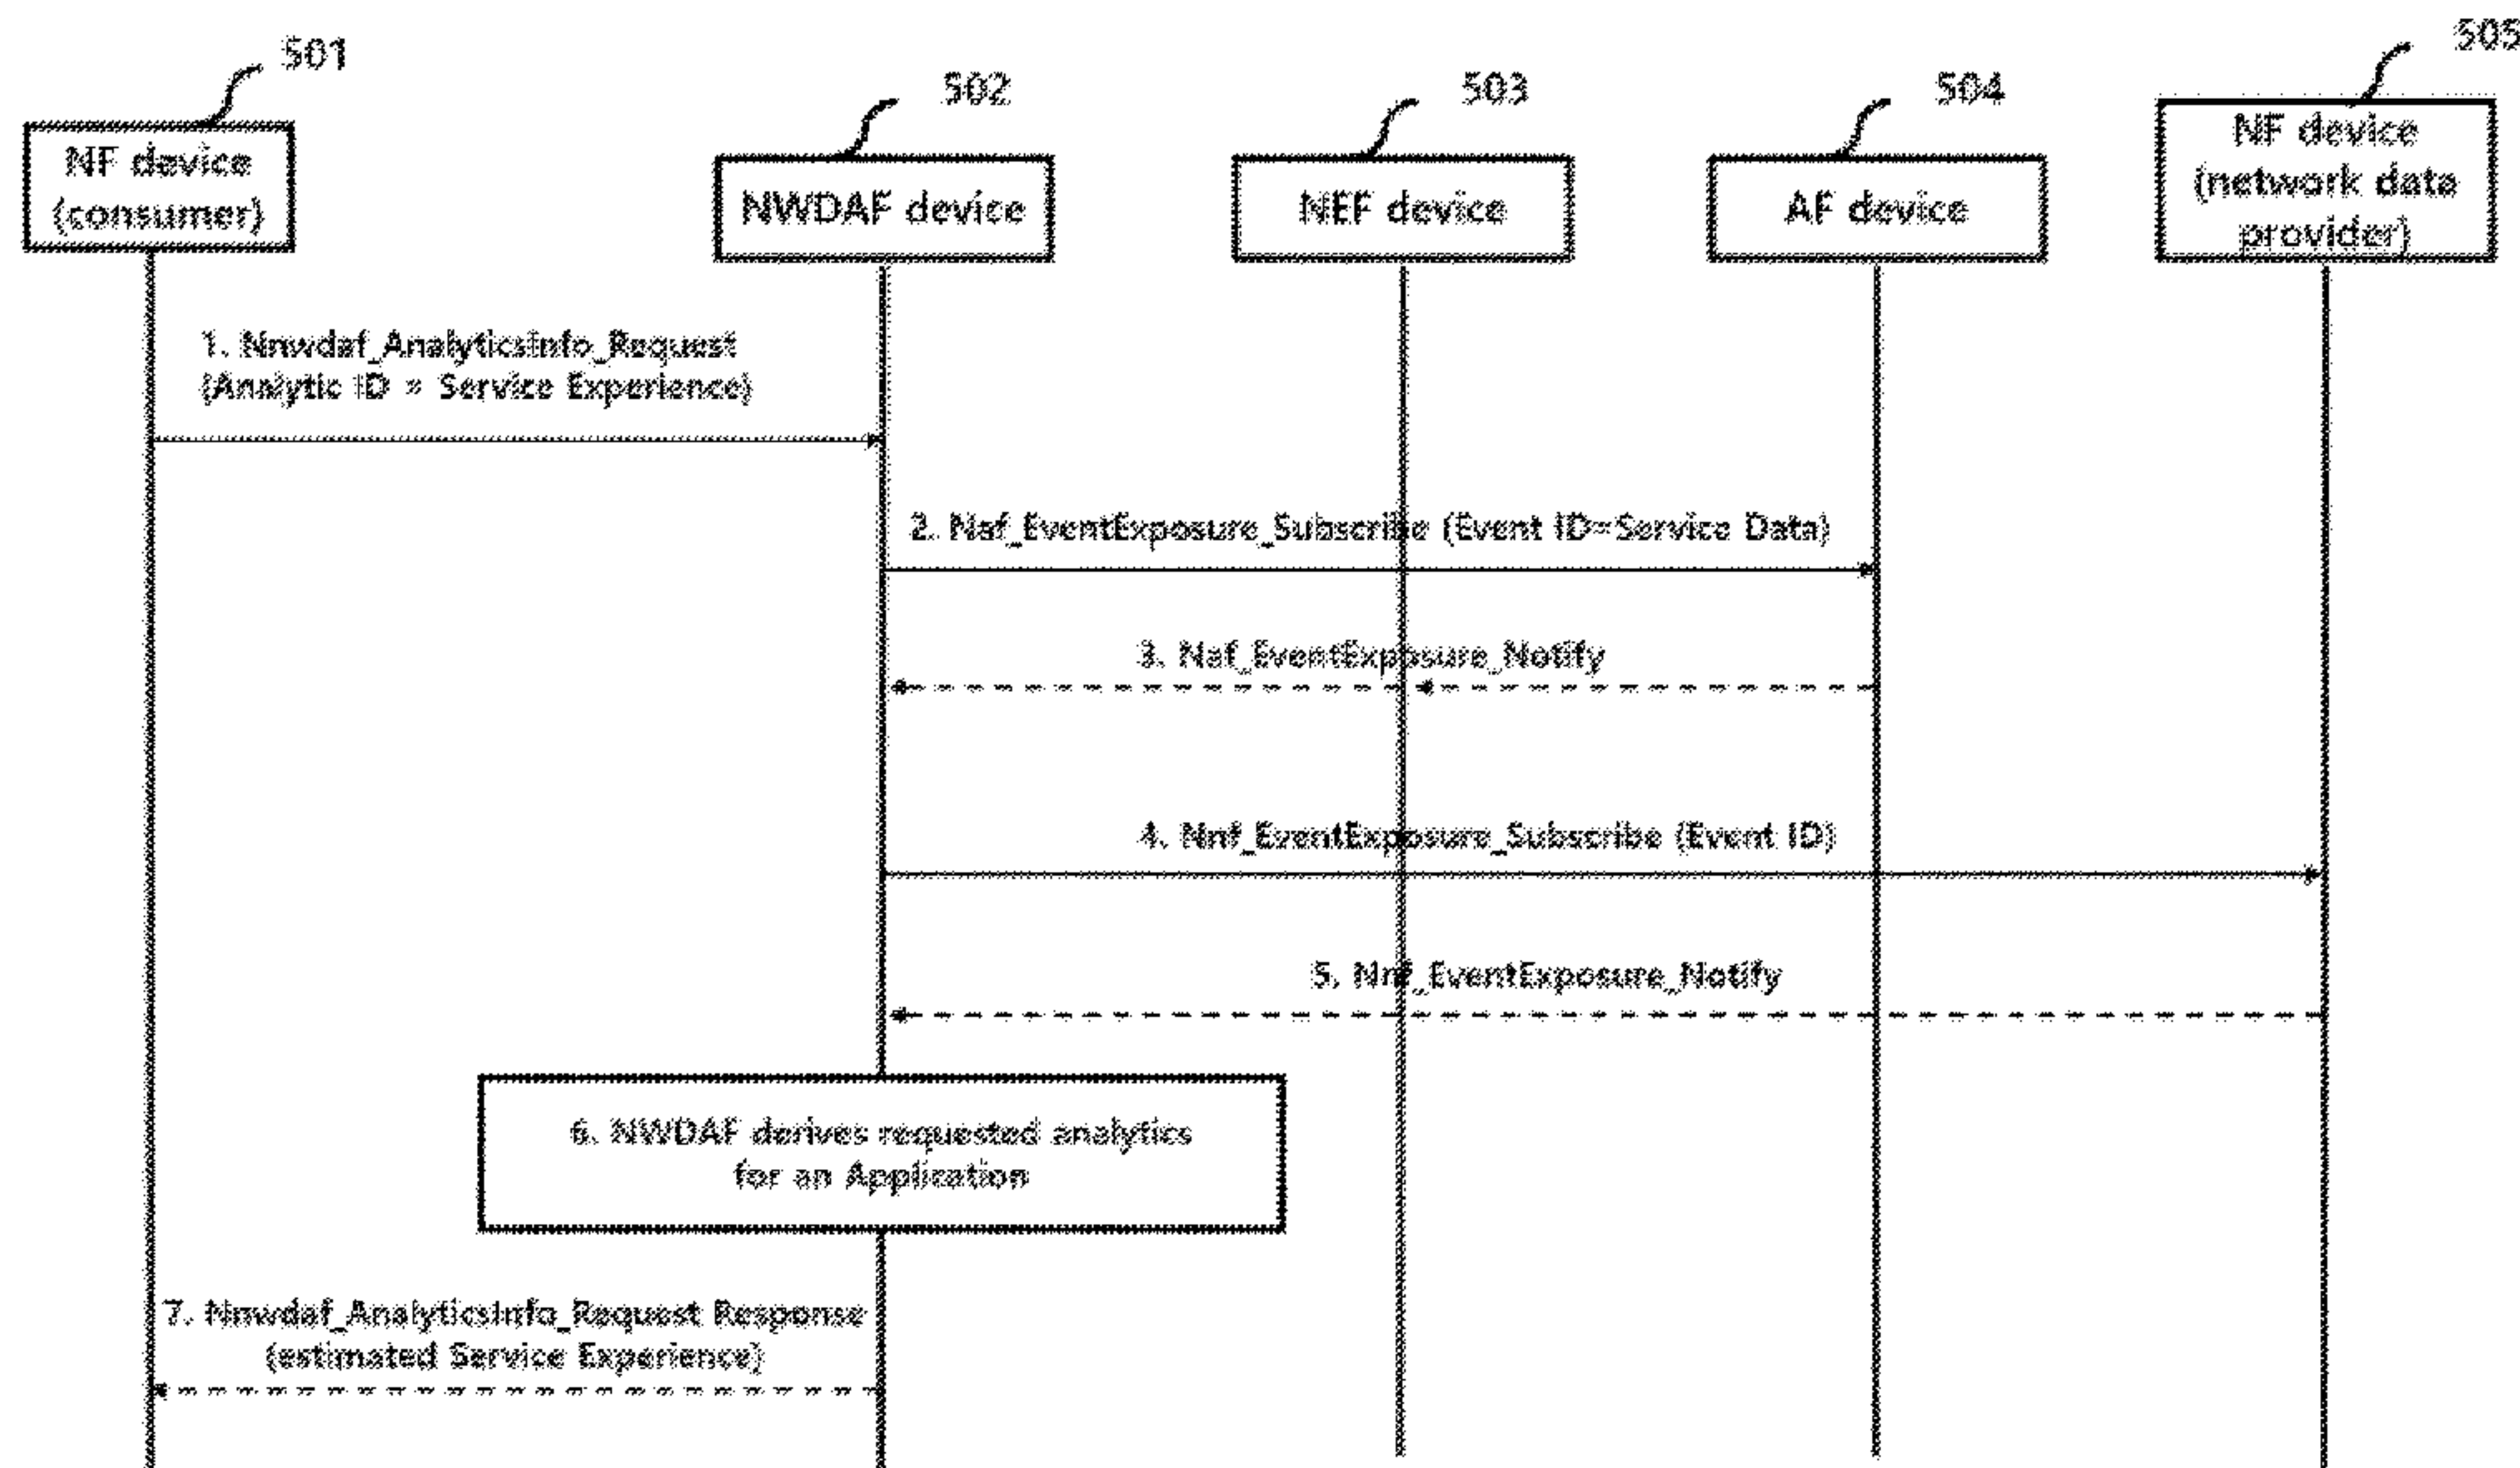 501
502
503
504
505
NF device
(consumer)
NWDAF device
NEF device
AF device
NF device
(network data
provider)
1. Nnwdaf_AnalyticsInfo_Request
(Analytic ID = Service Experience)
2. Naf_EventExposure_Subscribe (Event ID=Service Data)
3. Naf_EventExposure_Notify
4. Nnf_EventExposure_Subscribe (Event ID)
5. Nnf_EventExposure_Notify
6. NWDAF derives requested analytics
for an Application
7. Nnwdaf_AnalyticsInfo_Request Response
(estimated Service Experience)